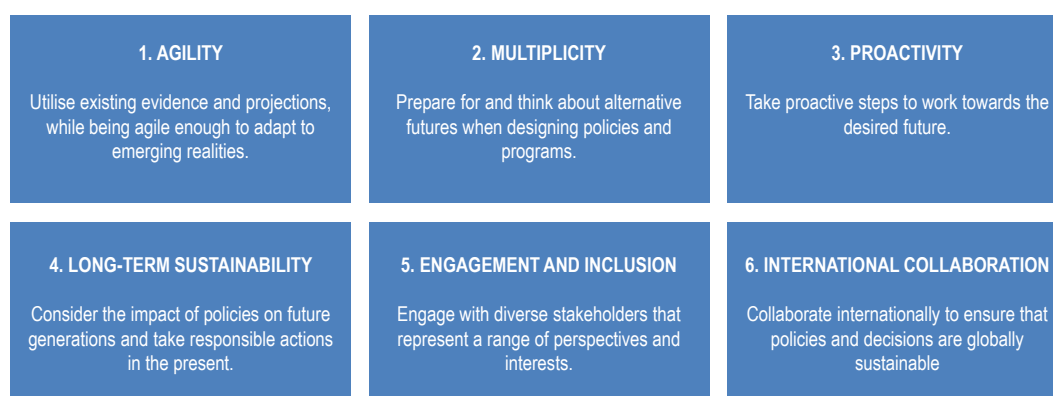 1. AGILITY
Utilise existing evidence and projections,
while being agile enough to adapt to
emerging realities.
2. MULTIPLICITY
Prepare for and think about alternative
futures when designing policies and
programs.
3. PROACTIVITY
Take proactive steps to work towards the
desired future.
4. LONG-TERM SUSTAINABILITY
Consider the impact of policies on future
generations and take responsible actions
in the present.
5. ENGAGEMENT AND INCLUSION
Engage with diverse stakeholders that
represent a range of perspectives and
interests.
6. INTERNATIONAL COLLABORATION
Collaborate internationally to ensure that
policies and decisions are globally
sustainable